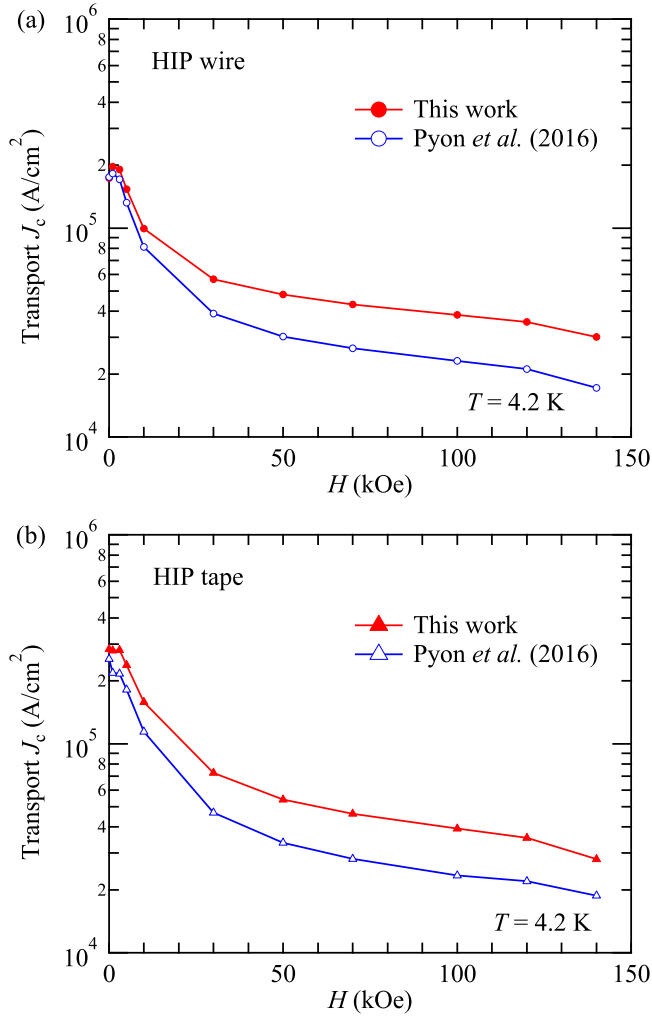 (a)
10^6
8
6
4
2
10^5
8
6
4
2
10^4
Transport J_c (A/cm^2)
HIP wire
This work
Pyon et al. (2016)
T = 4.2 K
0 50 100 150
H (kOe)
(b)
10^6
8
6
4
2
10^5
8
6
4
2
10^4
Transport J_c (A/cm^2)
HIP tape
This work
Pyon et al. (2016)
T = 4.2 K
0 50 100 150
H (kOe)